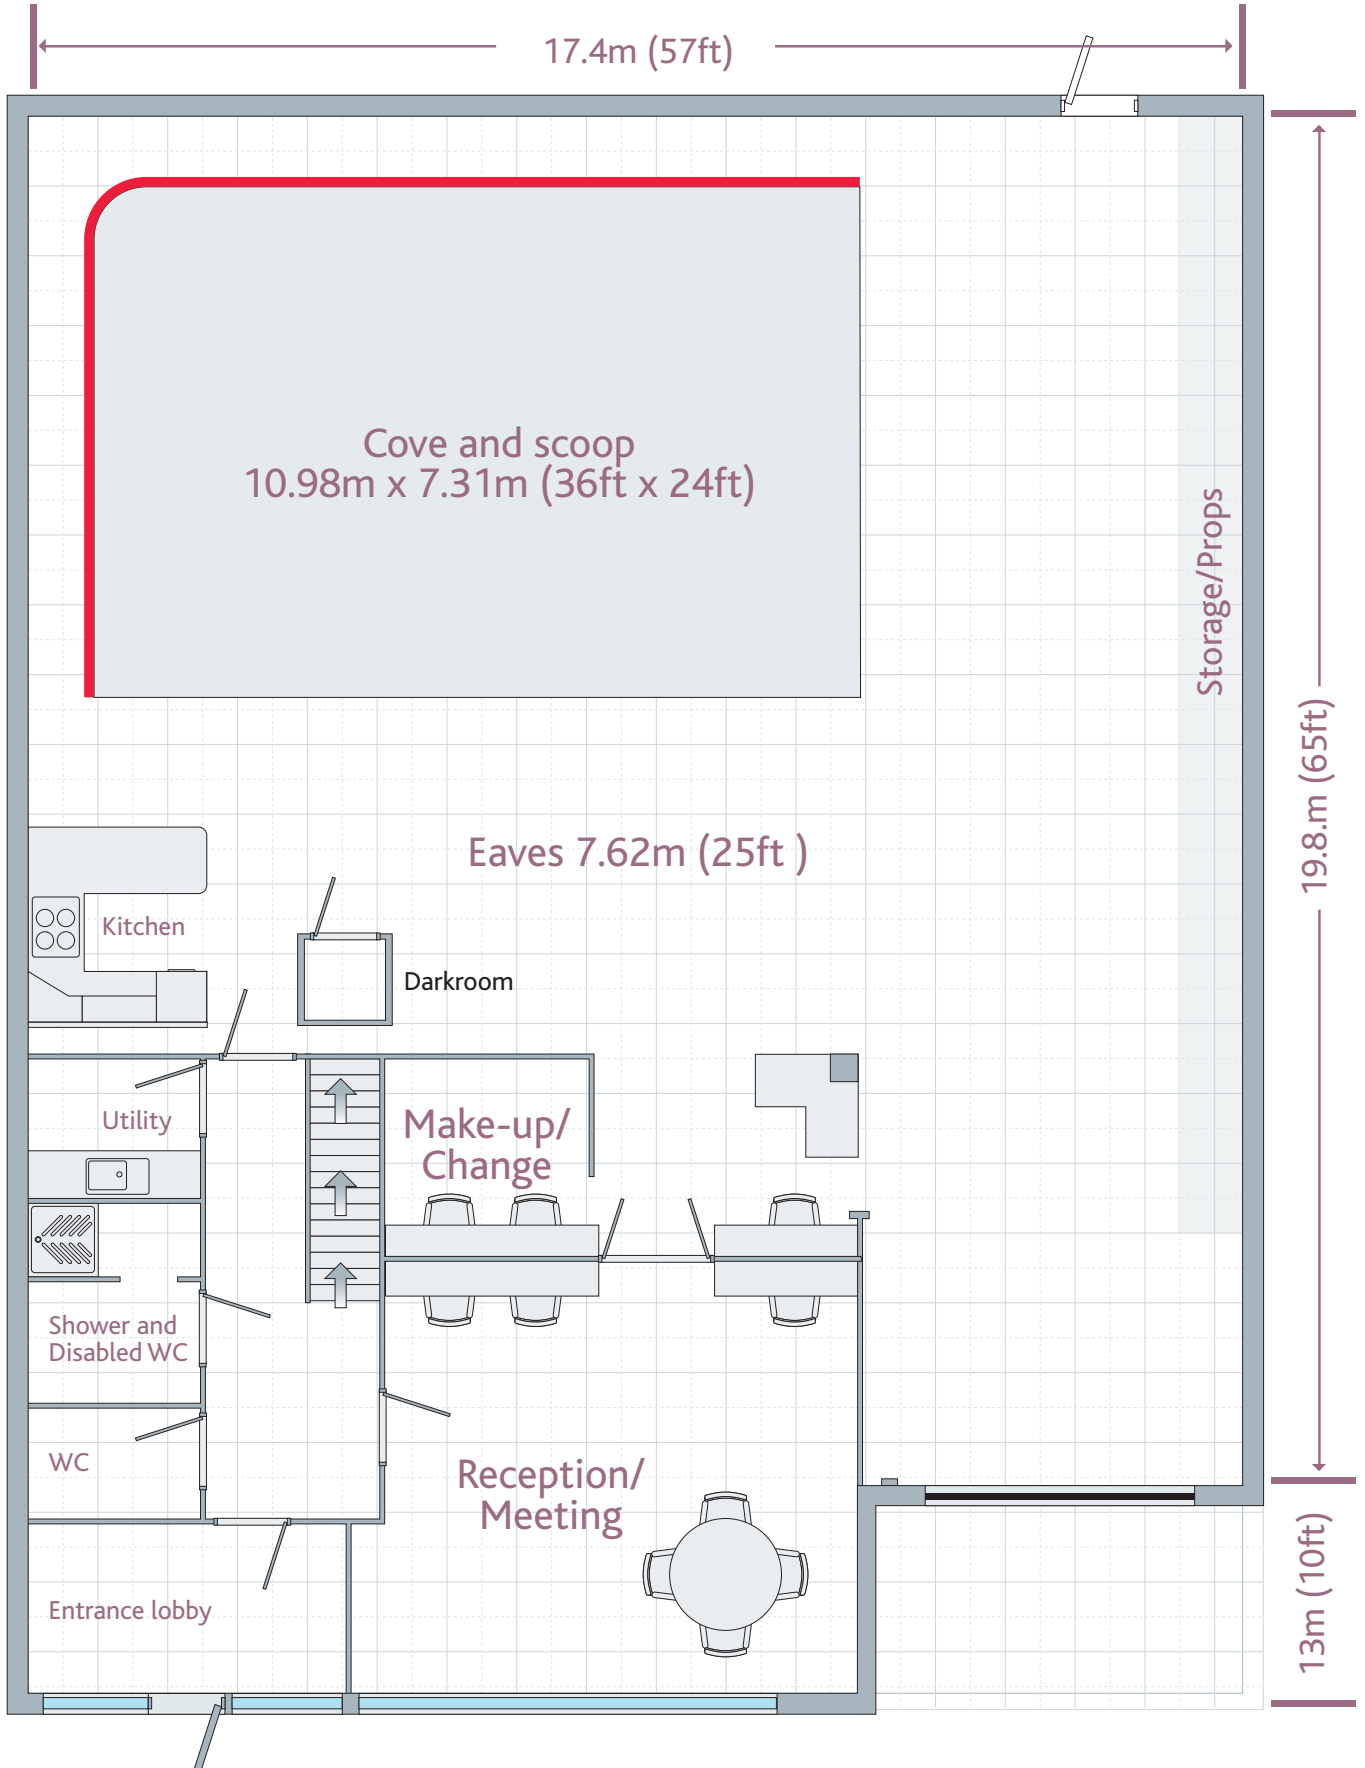 17.4m (57ft)
Cove and scoop
10.98m x 7.31m (36ft x 24ft)
Storage/Props
19.8.m (65ft)
Eaves 7.62m (25ft )
Kitchen
Darkroom
Utility
Make-up/
Change
Shower and
Disabled WC
WC
Reception/
Meeting
Entrance lobby
13m (10ft)